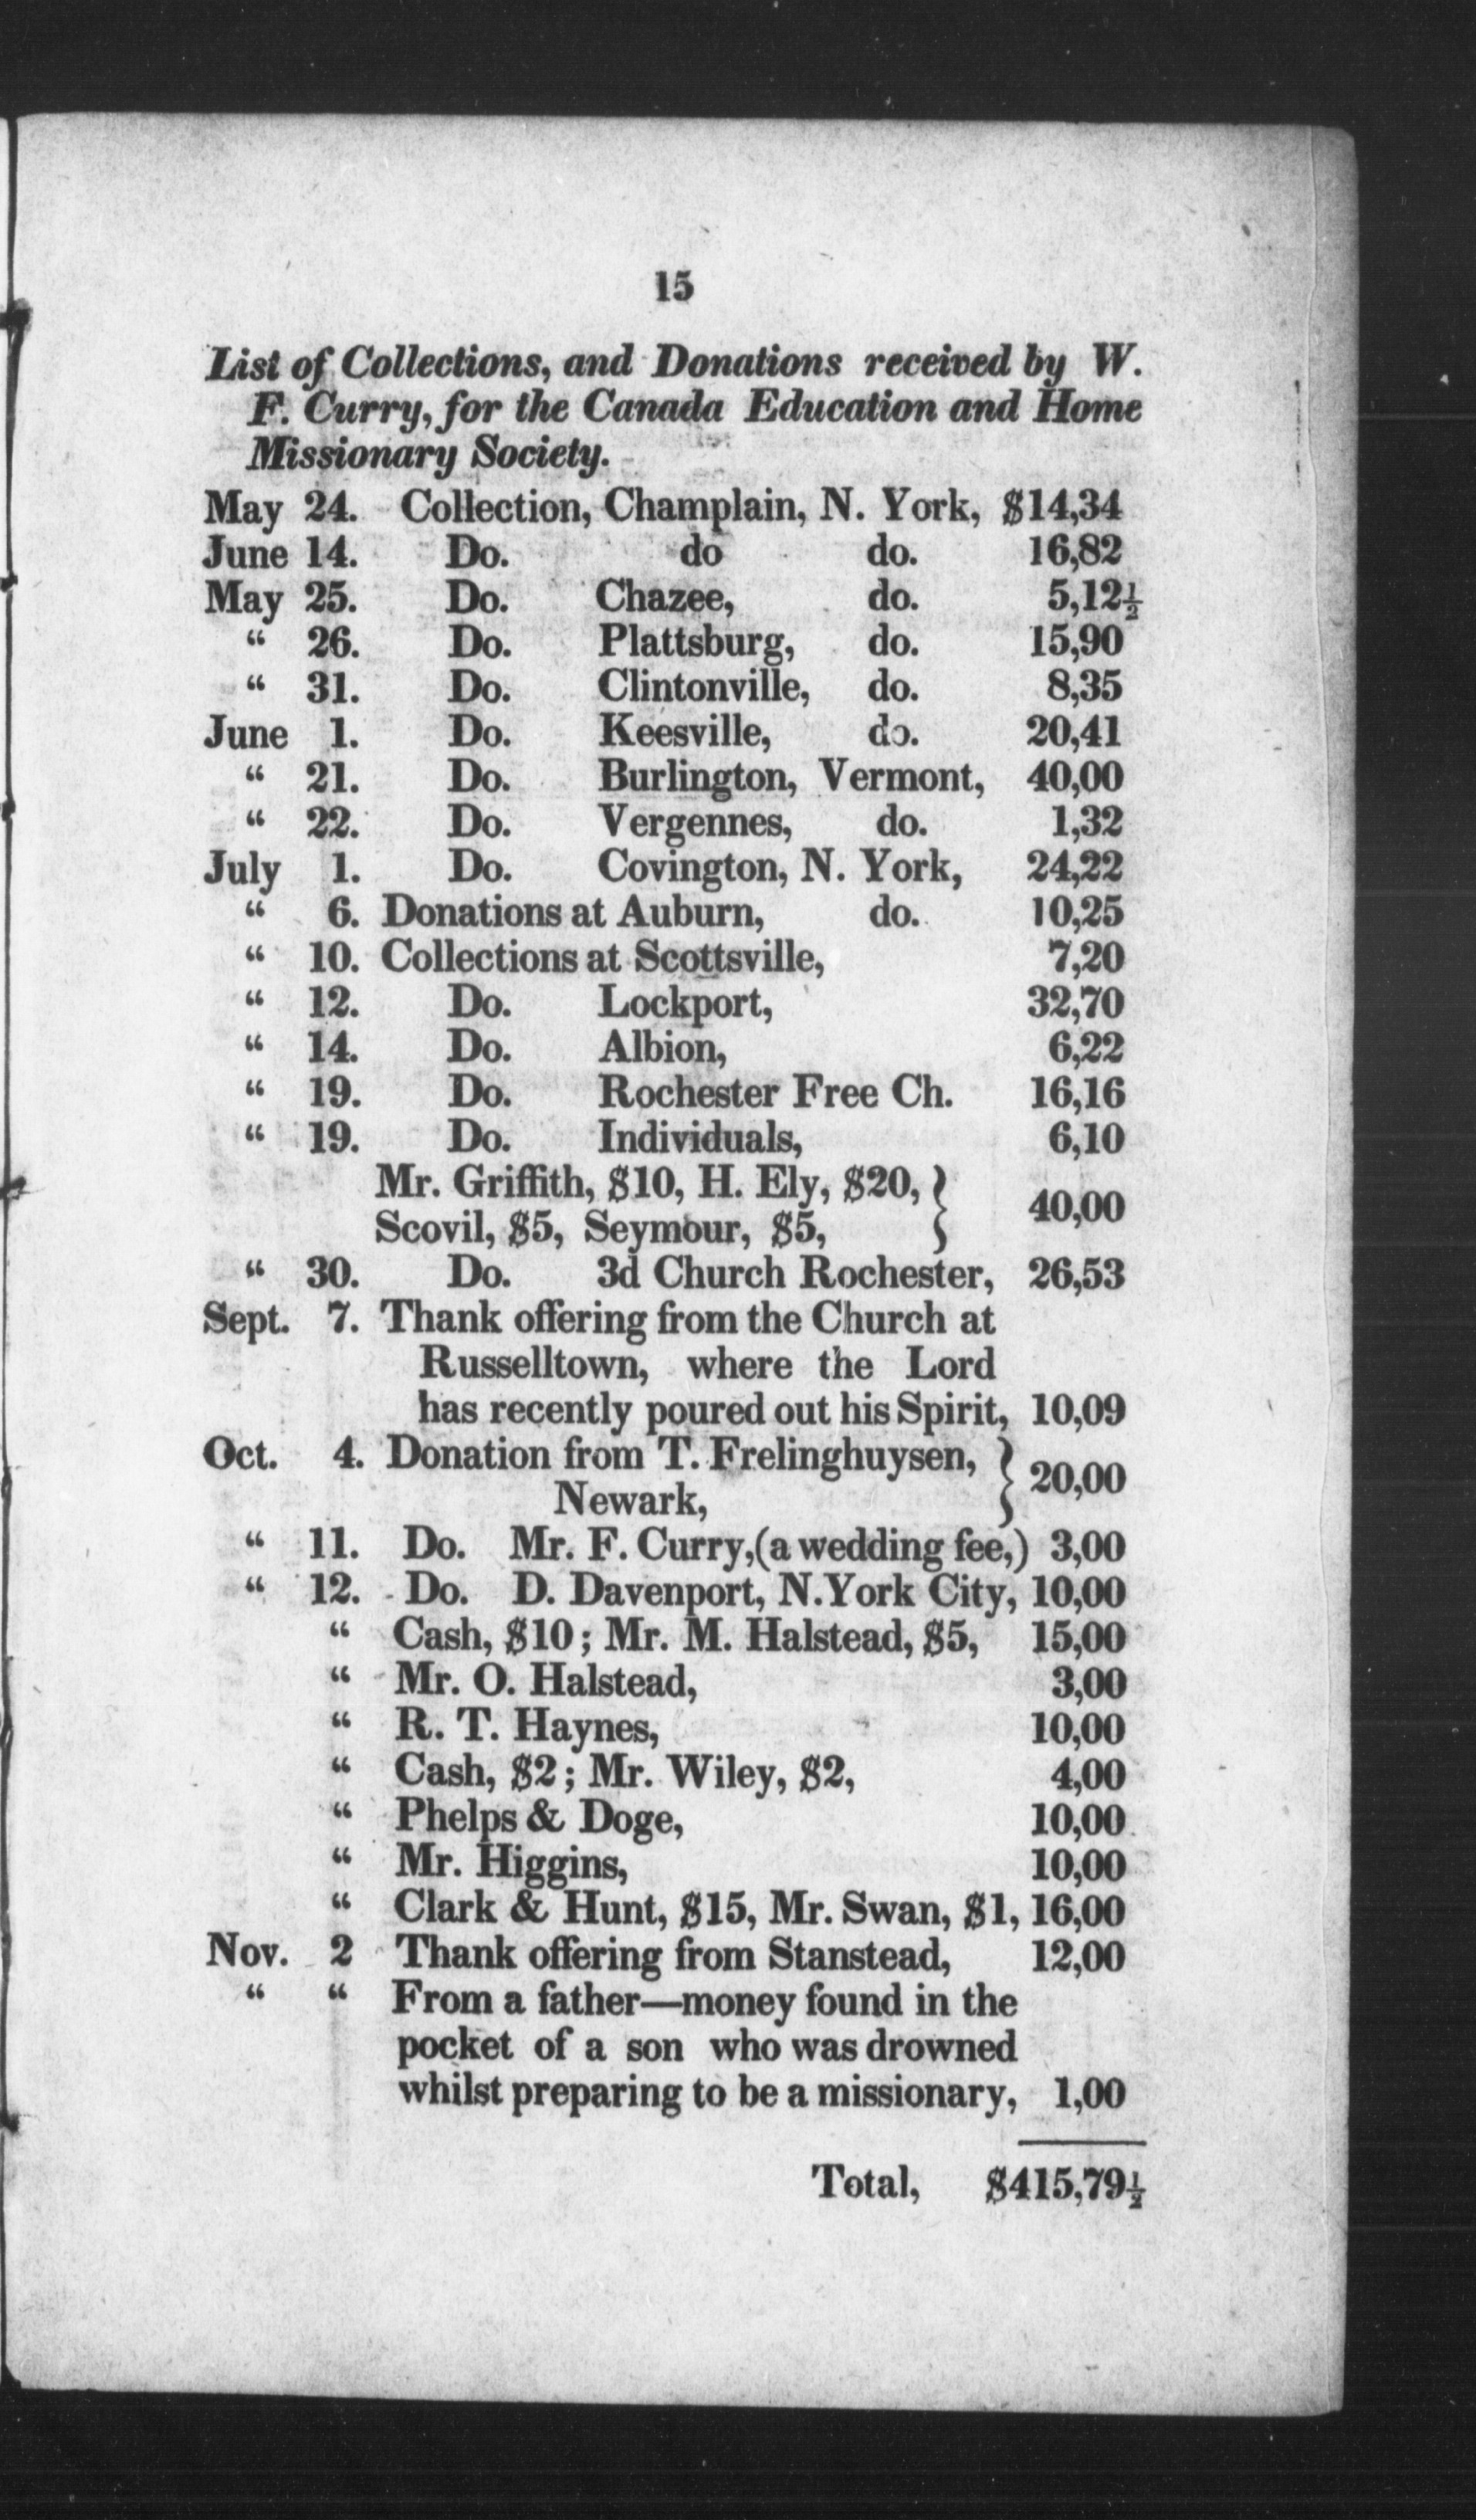 15
List of Collections, and Donations received by W.
F. Curry, for the Canada Education and Home
Missionary Society.
May 24. Collection, Champlain, N. York, $14,34
June 14. Do. do do. 16,82
May 25. Do. Chazee, do. 5,12½
“ 26. Do. Plattsburg, do. 15,90
“ 31. Do. Clintonville, do. 8,35
June 1. Do. Keesville, do. 20,41
“ 21. Do. Burlington, Vermont, 40,00
“ 22. Do. Vergennes, do. 1,32
July 1. Do. Covington, N. York, 24,22
“ 6. Donations at Auburn, do. 10,25
“ 10. Collections at Scottsville, 7,20
“ 12. Do. Lockport, 32,70
“ 14. Do. Albion, 6,22
“ 19. Do. Rochester Free Ch. 16,16
“ 19. Do. Individuals, 6,10
Mr. Griffith, $10, H. Ely, $20, }
Scovil, $5, Seymour, $5, 40,00
“ 30. Do. 3d Church Rochester, 26,53
Sept. 7. Thank offering from the Church at
Russelltown, where the Lord
has recently poured out his Spirit, 10,09
Oct. 4. Donation from T. Frelinghuysen, }
Newark, 20,00
“ 11. Do. Mr. F. Curry,(a wedding fee,) 3,00
“ 12. Do. D. Davenport, N.York City, 10,00
“ Cash, $10; Mr. M. Halstead, $5, 15,00
“ Mr. O. Halstead, 3,00
“ R. T. Haynes, 10,00
“ Cash, $2; Mr. Wiley, $2, 4,00
“ Phelps & Doge, 10,00
“ Mr. Higgins, 10,00
“ Clark & Hunt, $15, Mr. Swan, $1, 16,00
Nov. 2 Thank offering from Stanstead, 12,00
“ “ From a father—money found in the
pocket of a son who was drowned
whilst preparing to be a missionary, 1,00
Total, $415,79½